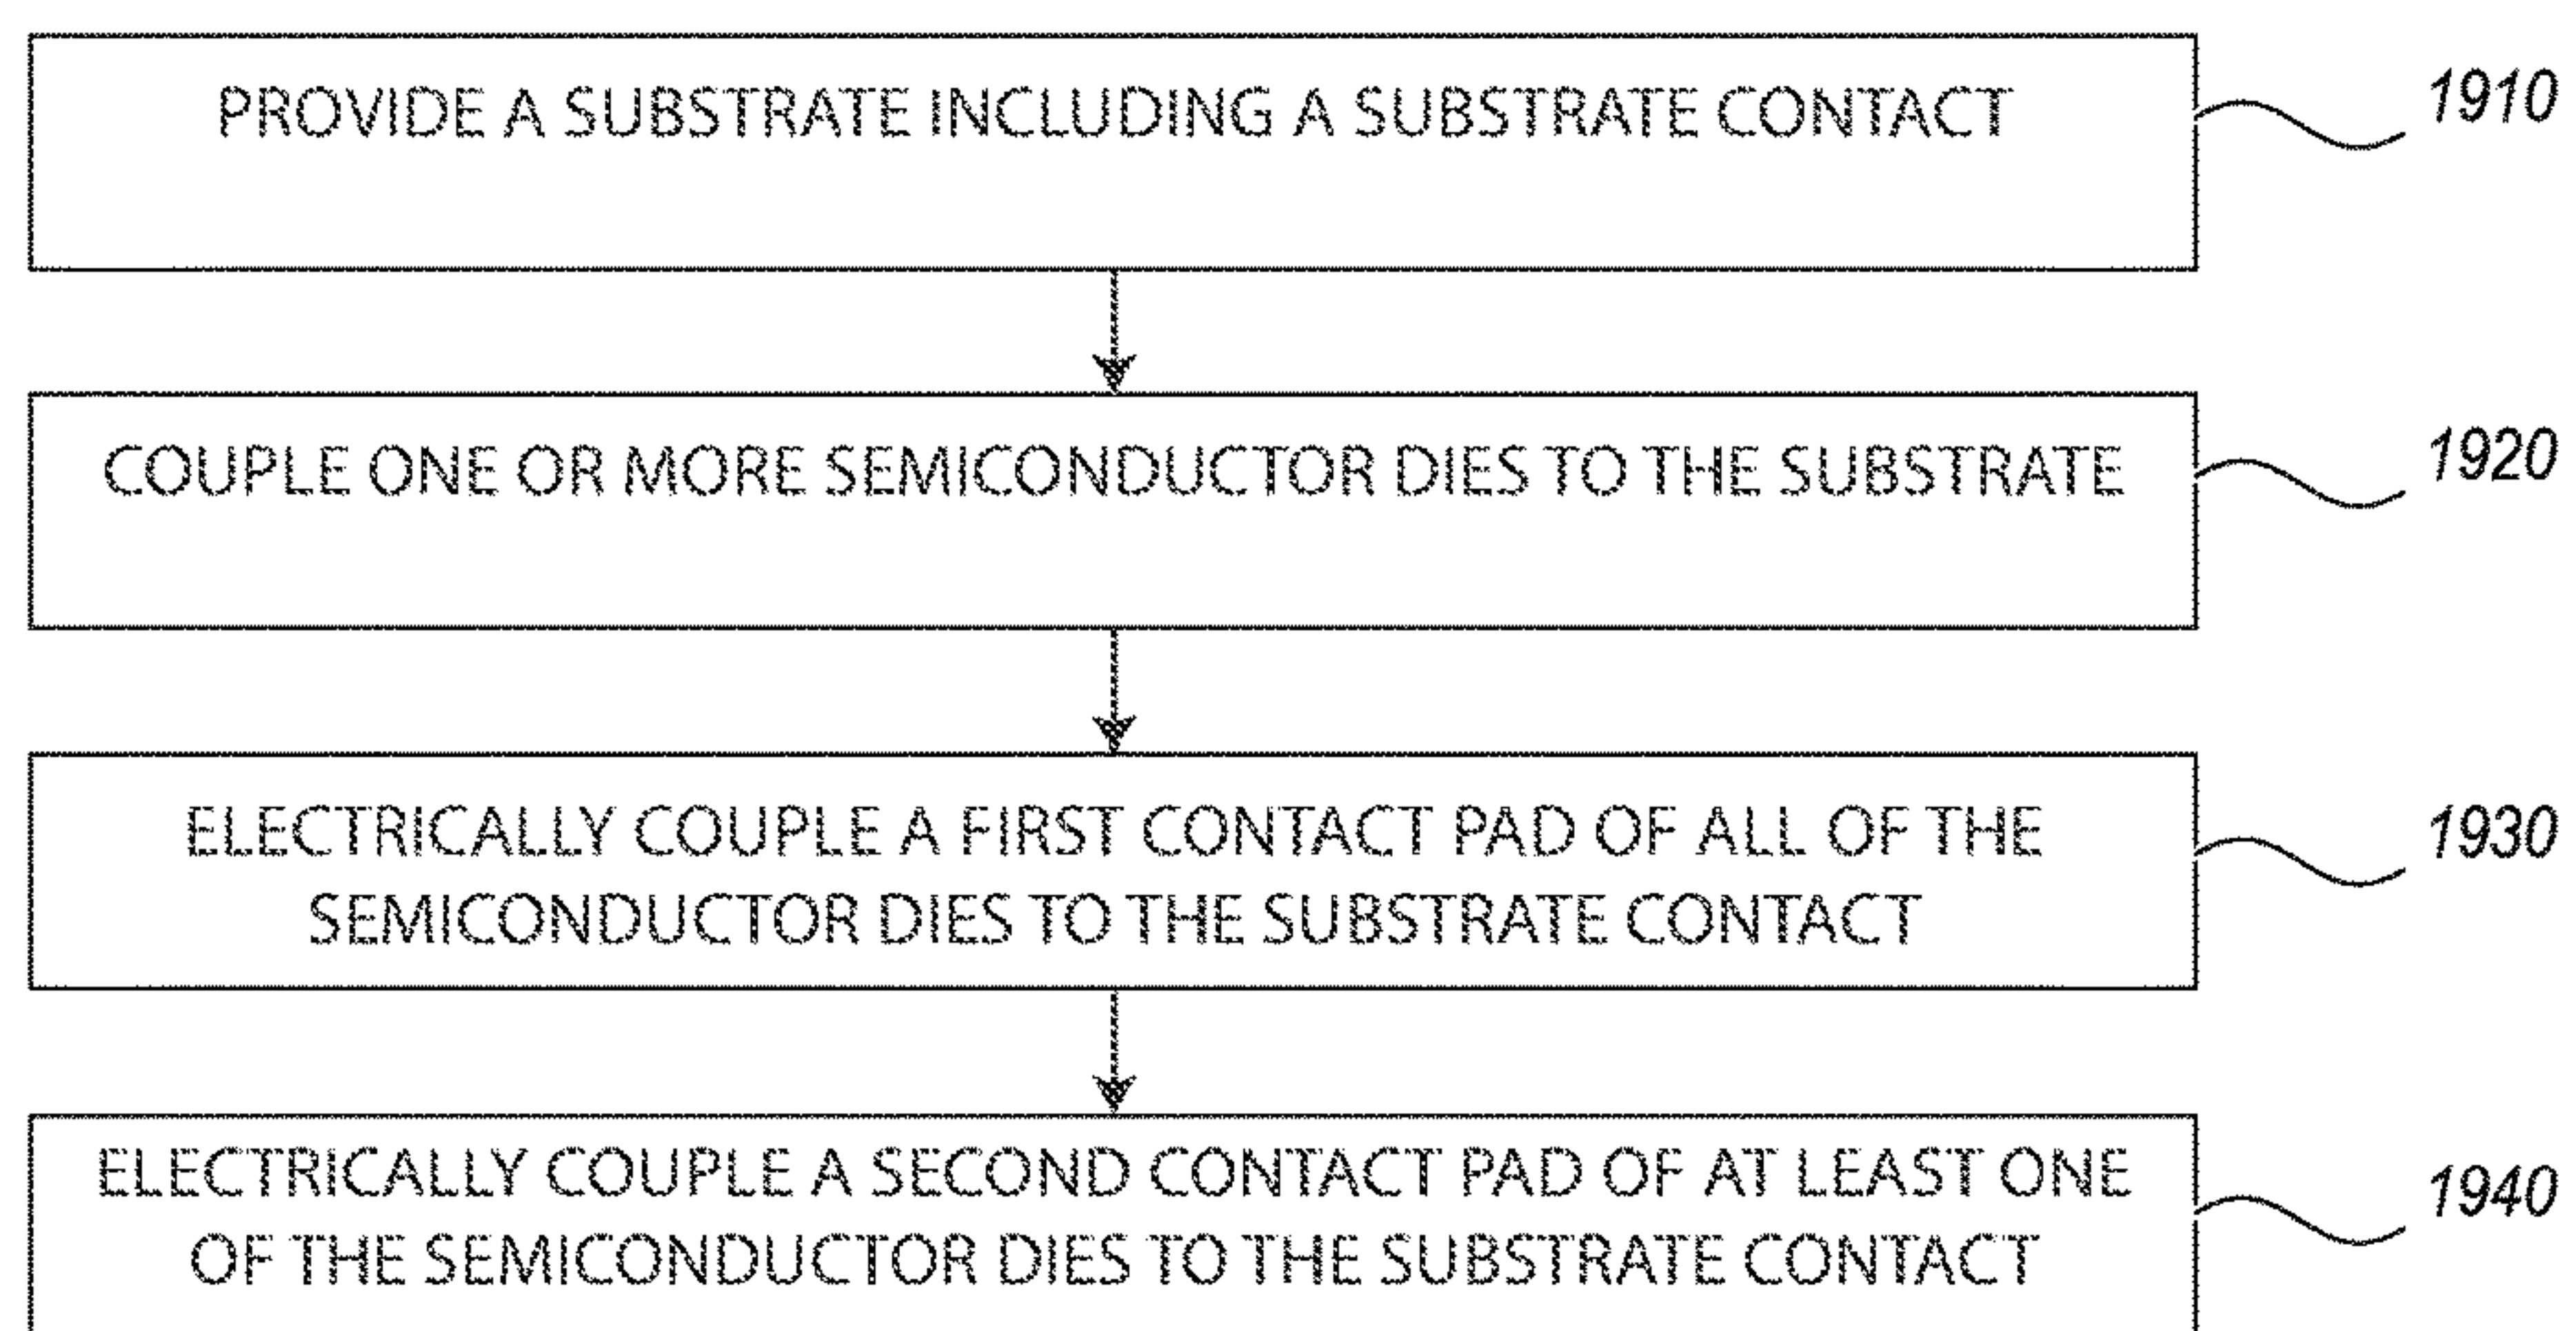 PROVIDE A SUBSTRATE INCLUDING A SUBSTRATE CONTACT
1910
COUPLE ONE OR MORE SEMICONDUCTOR DIES TO THE SUBSTRATE
1920
ELECTRICALLY COUPLE A FIRST CONTACT PAD OF ALL OF THE
SEMICONDUCTOR DIES TO THE SUBSTRATE CONTACT
1930
ELECTRICALLY COUPLE A SECOND CONTACT PAD OF AT LEAST ONE
OF THE SEMICONDUCTOR DIES TO THE SUBSTRATE CONTACT
1940